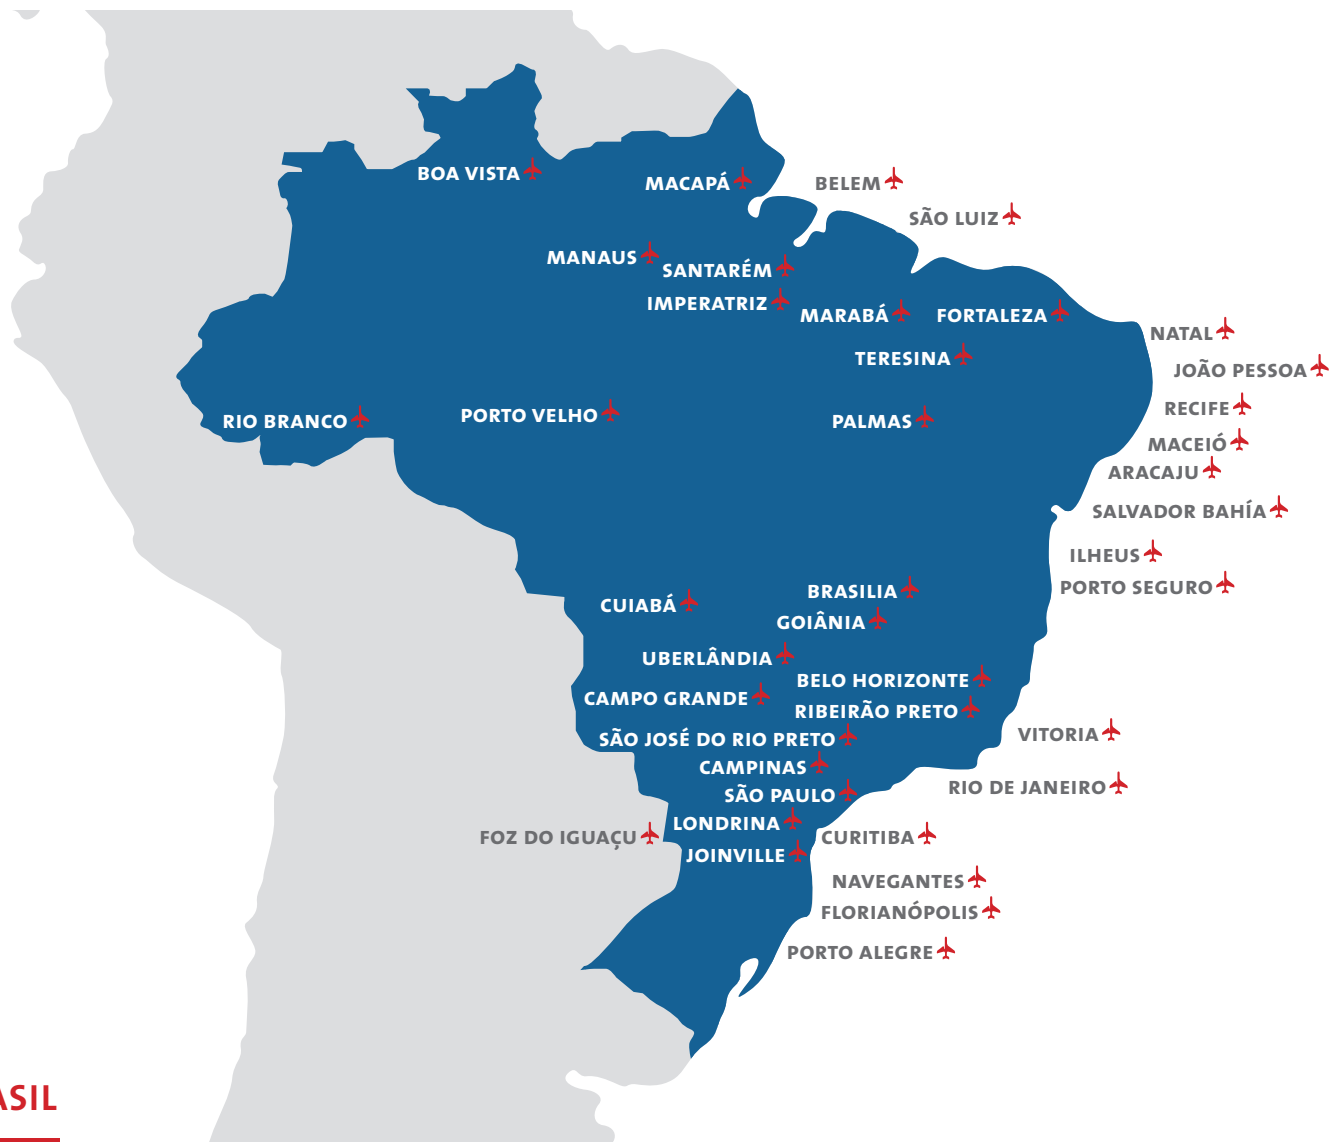 BOA VISTA
MACAPÁ
BELEM
SÃO LUIZ
MANAUS
SANTARÉM
IMPERATRIZ
MARABÁ
FORTALEZA
NATAL
TERESINA
JOÃO PESSOA
RECIFE
RIO BRANCO
PORTO VELHO
PALMAS
MACEIÓ
ARACAJU
SALVADOR BAHÍA
ILHEUS
PORTO SEGURO
BRASILIA
CUIABÁ
GOIÂNIA
UBERLÂNDIA
BELO HORIZONTE
CAMPO GRANDE
RIBEIRÃO PRETO
VITORIA
SÃO JOSÉ DO RIO PRETO
CAMPINAS
RIO DE JANEIRO
SÃO PAULO
LONDRINA
FOZ DO IGUAÇU
CURITIBA
JOINVILLE
NAVEGANTES
FLORIANÓPOLIS
PORTO ALEGRE
ASIL